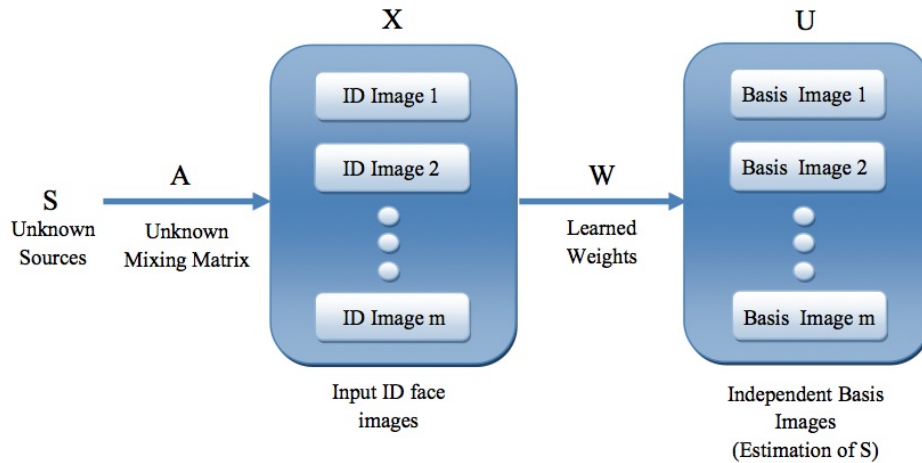 S
Unknown
Sources
A
Unknown
Mixing Matrix
X
ID Image 1
ID Image 2
ID Image m
Input ID face
images
W
Learned
Weights
U
Basis Image 1
Basis Image 2
Basis Image m
Independent Basis
Images
(Estimation of S)